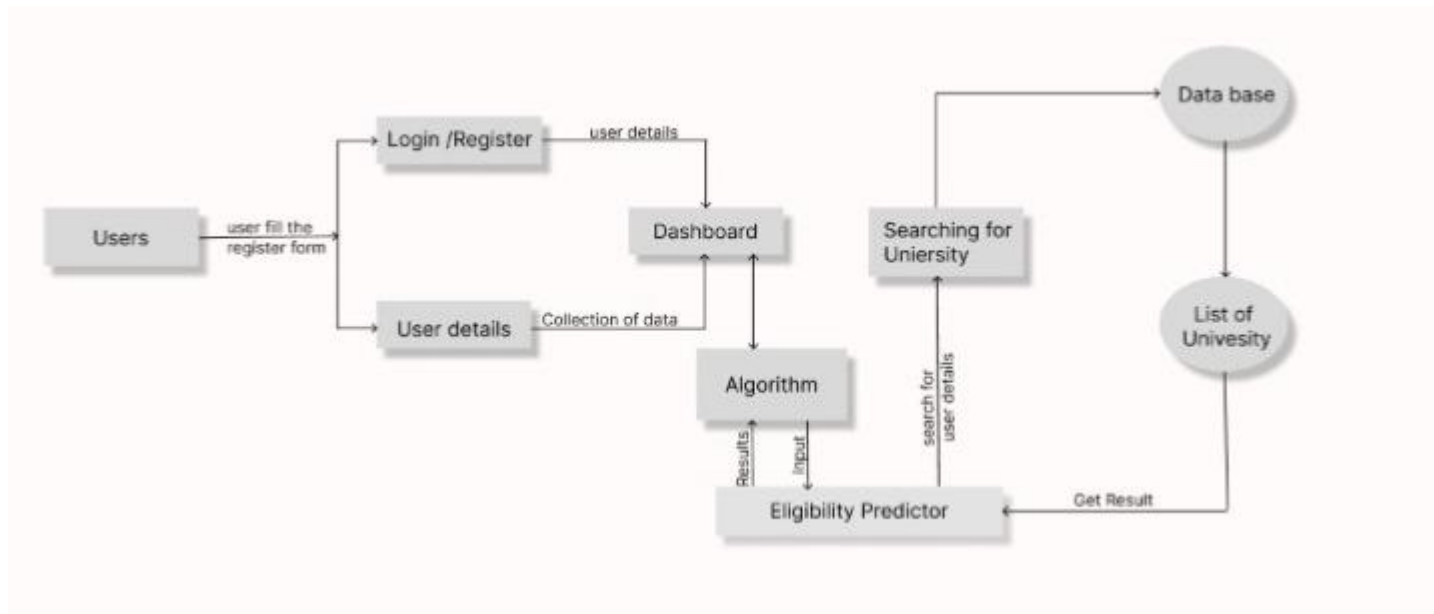 Data base
Login /Register
user details
Users
user fill the
register form
Dashboard
Searching for
Uniersity
User details
Collection of data
List of
Univesity
Algorithm
search for
user details
Results
input
Eligibility Predictor
Get Result